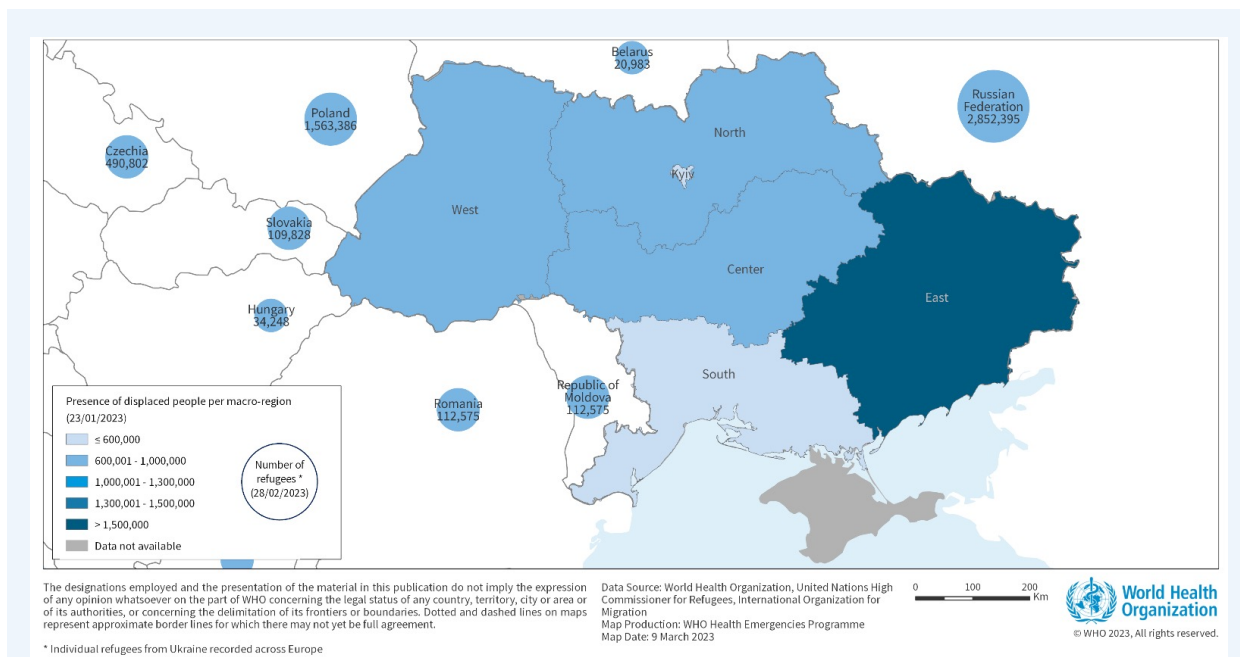 Belarus
20,983
Russian
Federation
2,852,395
Poland
1,563,386
North
Czechia
490,802
Kyiv
West
Slovakia
109,828
Center
East
Hungary
34,248
South
Republic of
Moldova
112,575
Romania
112,575
Presence of displaced people per macro-region
(23/01/2023)
≤ 600,000
600,001 - 1,000,000
1,000,001 - 1,300,000
1,300,001 - 1,500,000
> 1,500,000
Data not available
Number of
refugees *
(28/02/2023)
The designations employed and the presentation of the material in this publication do not imply the expression
of any opinion whatsoever on the part of WHO concerning the legal status of any country, territory, city or area or
of its authorities, or concerning the delimitation of its frontiers or boundaries. Dotted and dashed lines on maps
represent approximate border lines for which there may not yet be full agreement.
* Individual refugees from Ukraine recorded across Europe
Data Source: World Health Organization, United Nations High
Commissioner for Refugees, International Organization for
Migration
Map Production: WHO Health Emergencies Programme
Map Date: 9 March 2023
0 100 200
Km
World Health
Organization
© WHO 2023, All rights reserved.